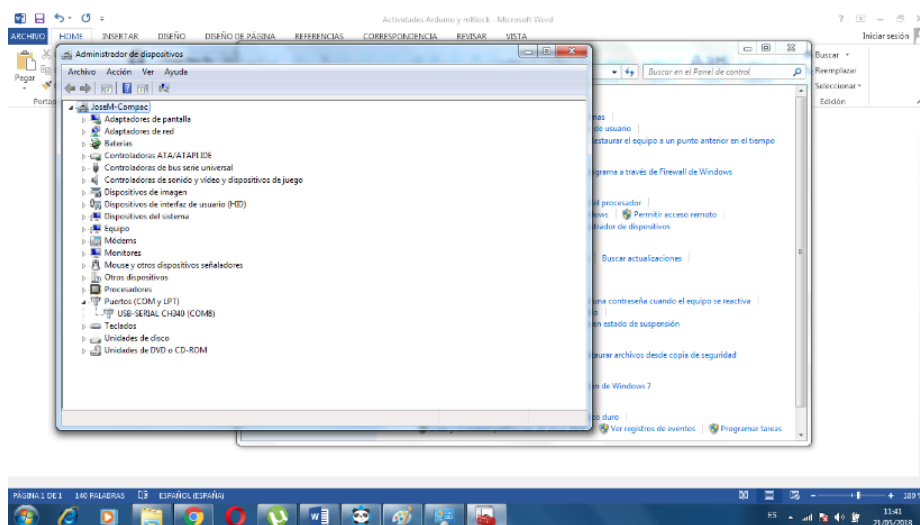 Actividades Arduino y mBlock - Microsoft Word
ARCHIVO HOME INSERTAR DISEÑO DISEÑO DE PÁGINA REFERENCIAS CORRESPONDENCIA REVISAR VISTA Iniciar sesión
Pegar
Buscar
Reemplazar
Seleccionar
Edición
Administrador de dispositivos
Archivo Acción Ver Ayuda
JoseM-Compac
Adaptadores de pantalla
Adaptadores de red
Baterías
Controladoras ATA/ATAPI IDE
Controladoras de bus serie universal
Controladoras de sonido y vídeo y dispositivos de juego
Dispositivos de imagen
Dispositivos de interfaz de usuario (HID)
Dispositivos del sistema
Equipo
Módems
Monitores
Mouse y otros dispositivos señaladores
Otros dispositivos
Procesadores
Puertos (COM y LPT)
USB-SERIAL CH340 (COM8)
Teclados
Unidades de disco
Unidades de DVD o CD-ROM
Buscar en el Panel de control
de usuario
restaurar el equipo a un punto anterior en el tiempo
a través de Firewall de Windows
procesador
Permitir acceso remoto
de dispositivos
Buscar actualizaciones
una contraseña cuando el equipo se reactiva
en estado de suspensión
archivos desde copia de seguridad
de Windows 7
duro
Ver registros de eventos Programar tareas
PÁGINA 1 DE 1 140 PALABRAS ESPAÑOL (ESPAÑA)
ES 11:41
21/05/2018